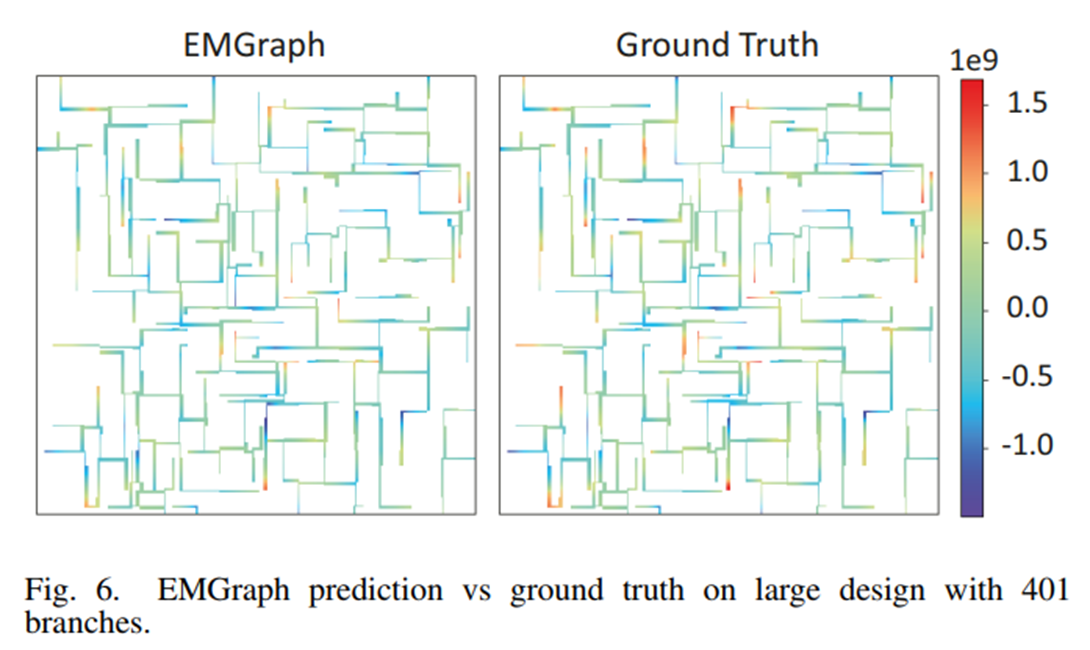 EMGraph
Ground Truth
1e9
1.5
1.0
0.5
0.0
-0.5
-1.0
Fig. 6. EMGraph prediction vs ground truth on large design with 401
branches.